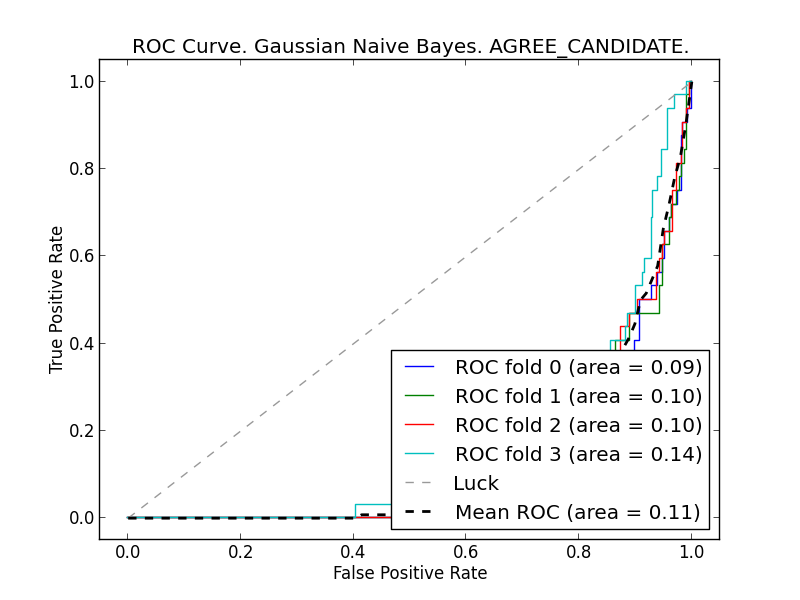 ROC Curve. Gaussian Naive Bayes. AGREE_CANDIDATE.
1.0
0.8
0.6
0.4
0.2
0.0
True Positive Rate
ROC fold 0 (area = 0.09)
ROC fold 1 (area = 0.10)
ROC fold 2 (area = 0.10)
ROC fold 3 (area = 0.14)
Luck
Mean ROC (area = 0.11)
0.0 0.2 0.4 0.6 0.8 1.0
False Positive Rate